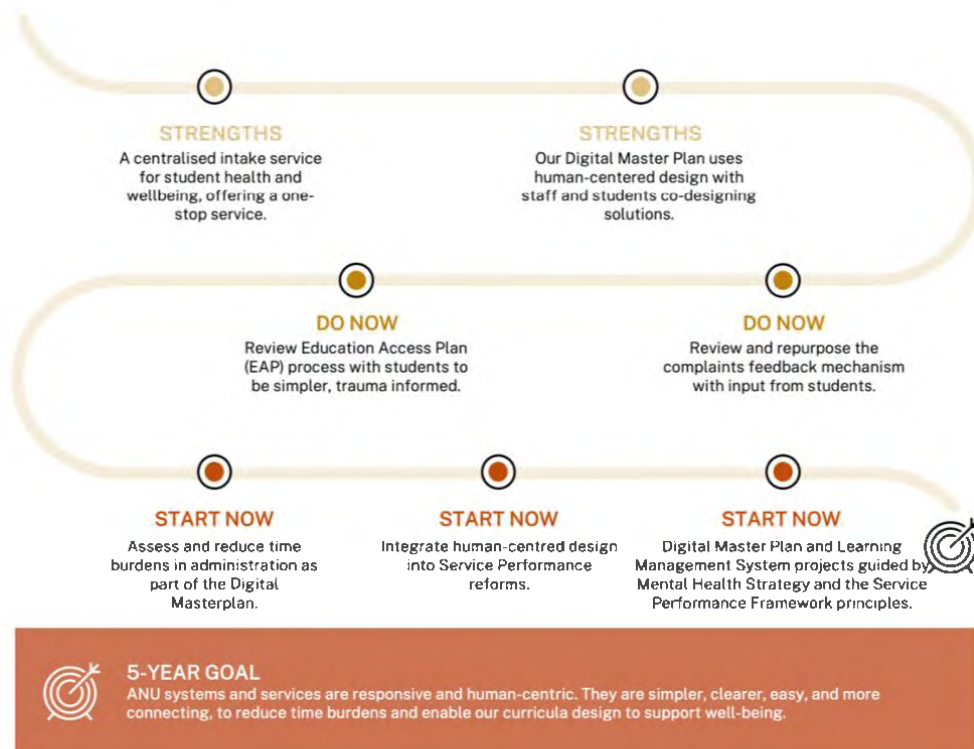 STRENGTHS
A centralised intake service
for student health and
wellbeing, offering a one-
stop service.
STRENGTHS
Our Digital Master Plan uses
human-centered design with
staff and students co-designing
solutions.
DO NOW
Review Education Access Plan
(EAP) process with students to
be simpler, trauma informed.
DO NOW
Review and repurpose the
complaints feedback mechanism
with input from students.
START NOW
Assess and reduce time
burdens in administration as
part of the Digital
Masterplan.
START NOW
Integrate human-centred design
into Service Performance
reforms.
START NOW
Digital Master Plan and Learning
Management System projects guided by
Mental Health Strategy and the Service
Performance Framework principles.
5-YEAR GOAL
ANU systems and services are responsive and human-centric. They are simpler, clearer, easy, and more
connecting, to reduce time burdens and enable our curricula design to support well-being.